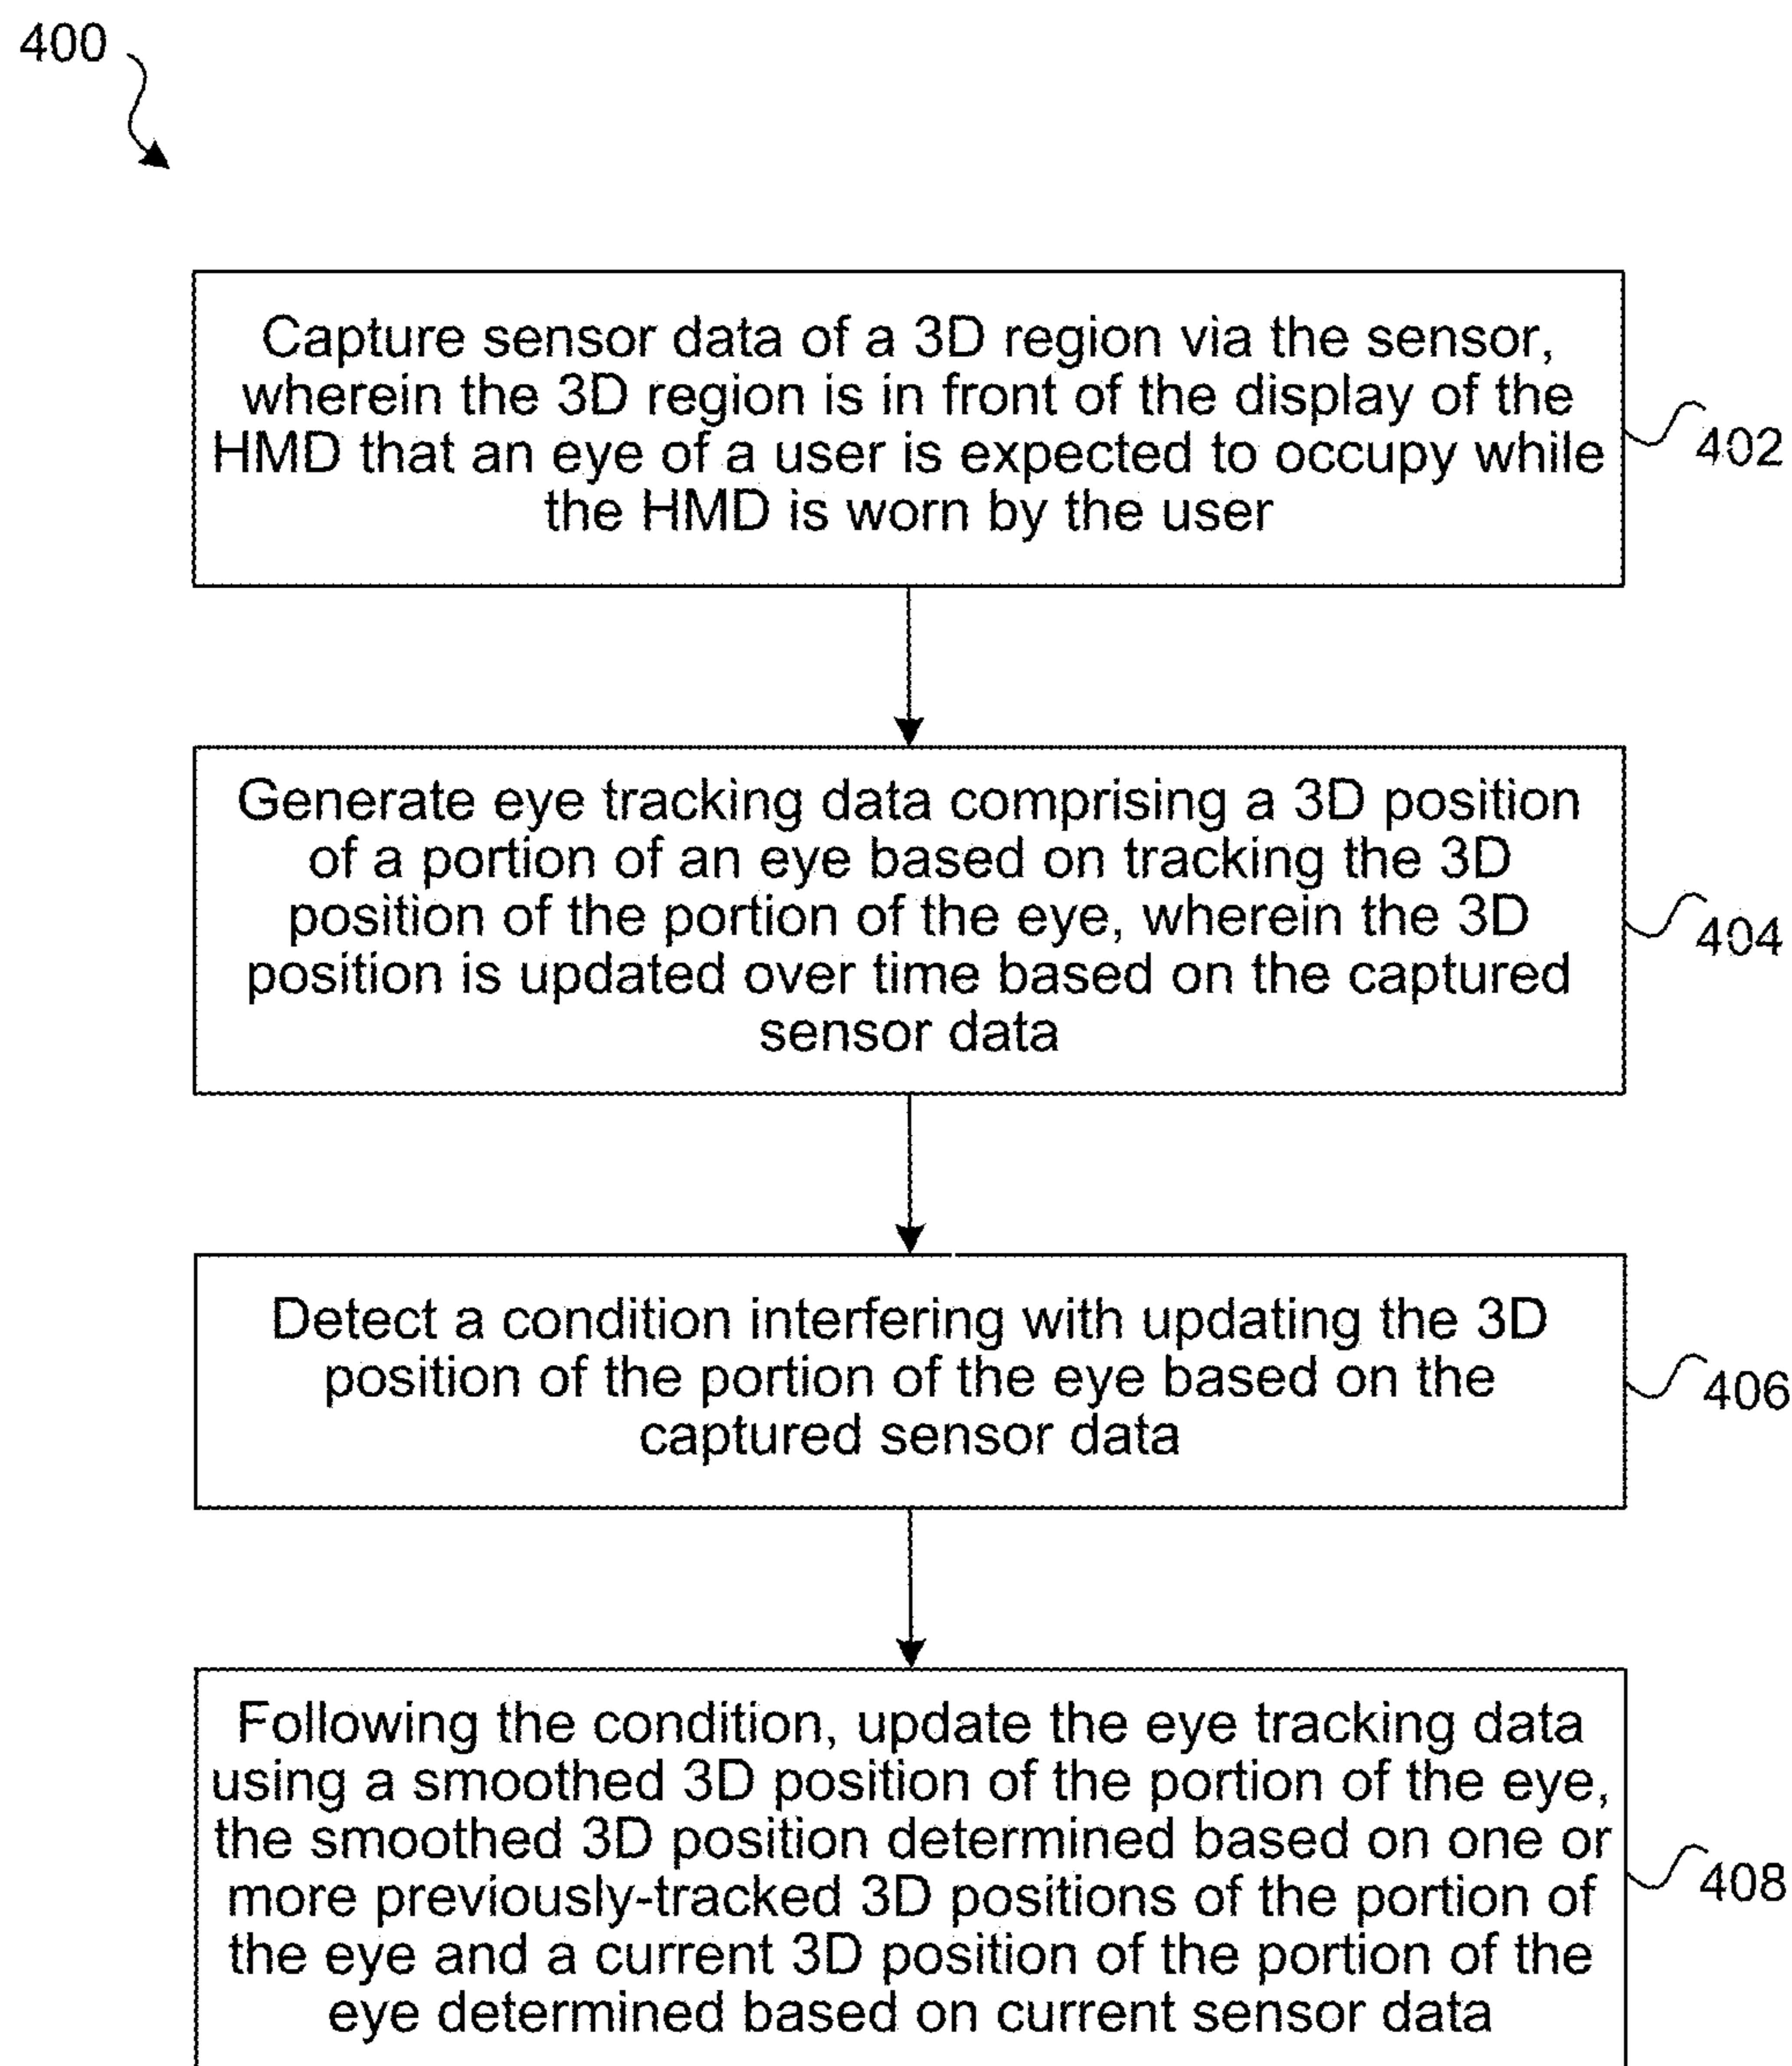 400
Capture sensor data of a 3D region via the sensor,
wherein the 3D region is in front of the display of the
HMD that an eye of a user is expected to occupy while
the HMD is worn by the user
402
Generate eye tracking data comprising a 3D position
of a portion of an eye based on tracking the 3D
position of the portion of the eye, wherein the 3D
position is updated over time based on the captured
sensor data
404
Detect a condition interfering with updating the 3D
position of the portion of the eye based on the
captured sensor data
406
Following the condition, update the eye tracking data
using a smoothed 3D position of the portion of the eye,
the smoothed 3D position determined based on one or
more previously-tracked 3D positions of the portion of
the eye and a current 3D position of the portion of the
eye determined based on current sensor data
408